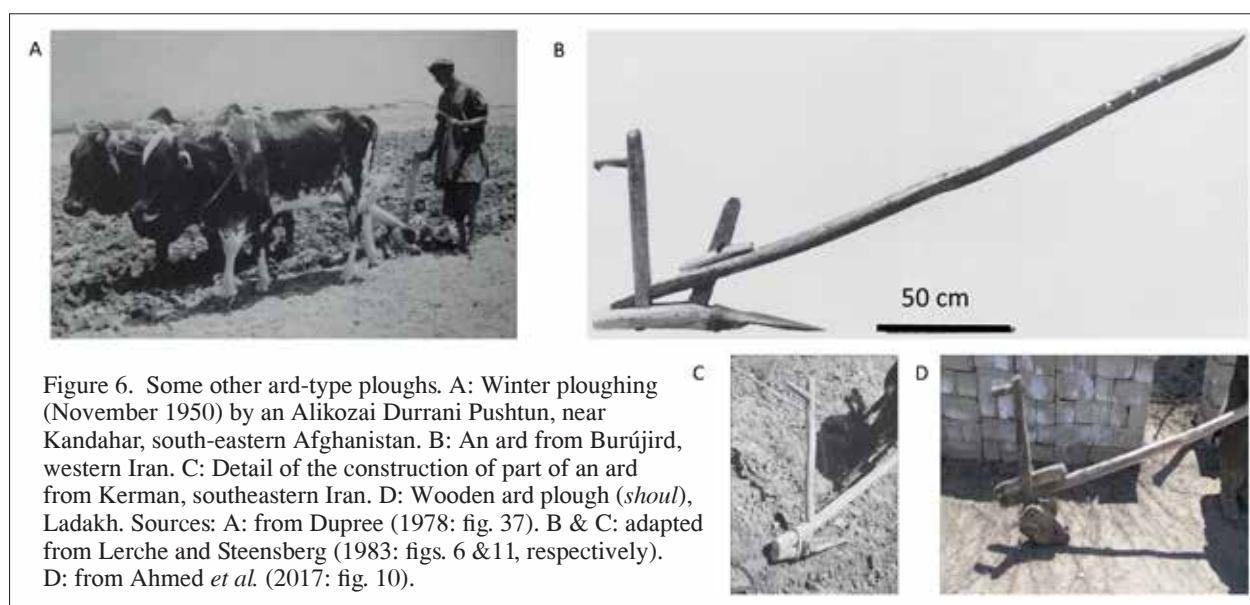 A
B
50 cm
Figure 6.  Some other ard-type ploughs. A: Winter ploughing
(November 1950) by an Alikozai Durrani Pushtun, near
Kandahar, south-eastern Afghanistan. B: An ard from Burújird,
western Iran. C: Detail of the construction of part of an ard
from Kerman, southeastern Iran. D: Wooden ard plough (shoul),
Ladakh. Sources: A: from Dupree (1978: fig. 37). B & C: adapted
from Lerche and Steensberg (1983: figs. 6 &11, respectively).
D: from Ahmed et al. (2017: fig. 10).
C
D